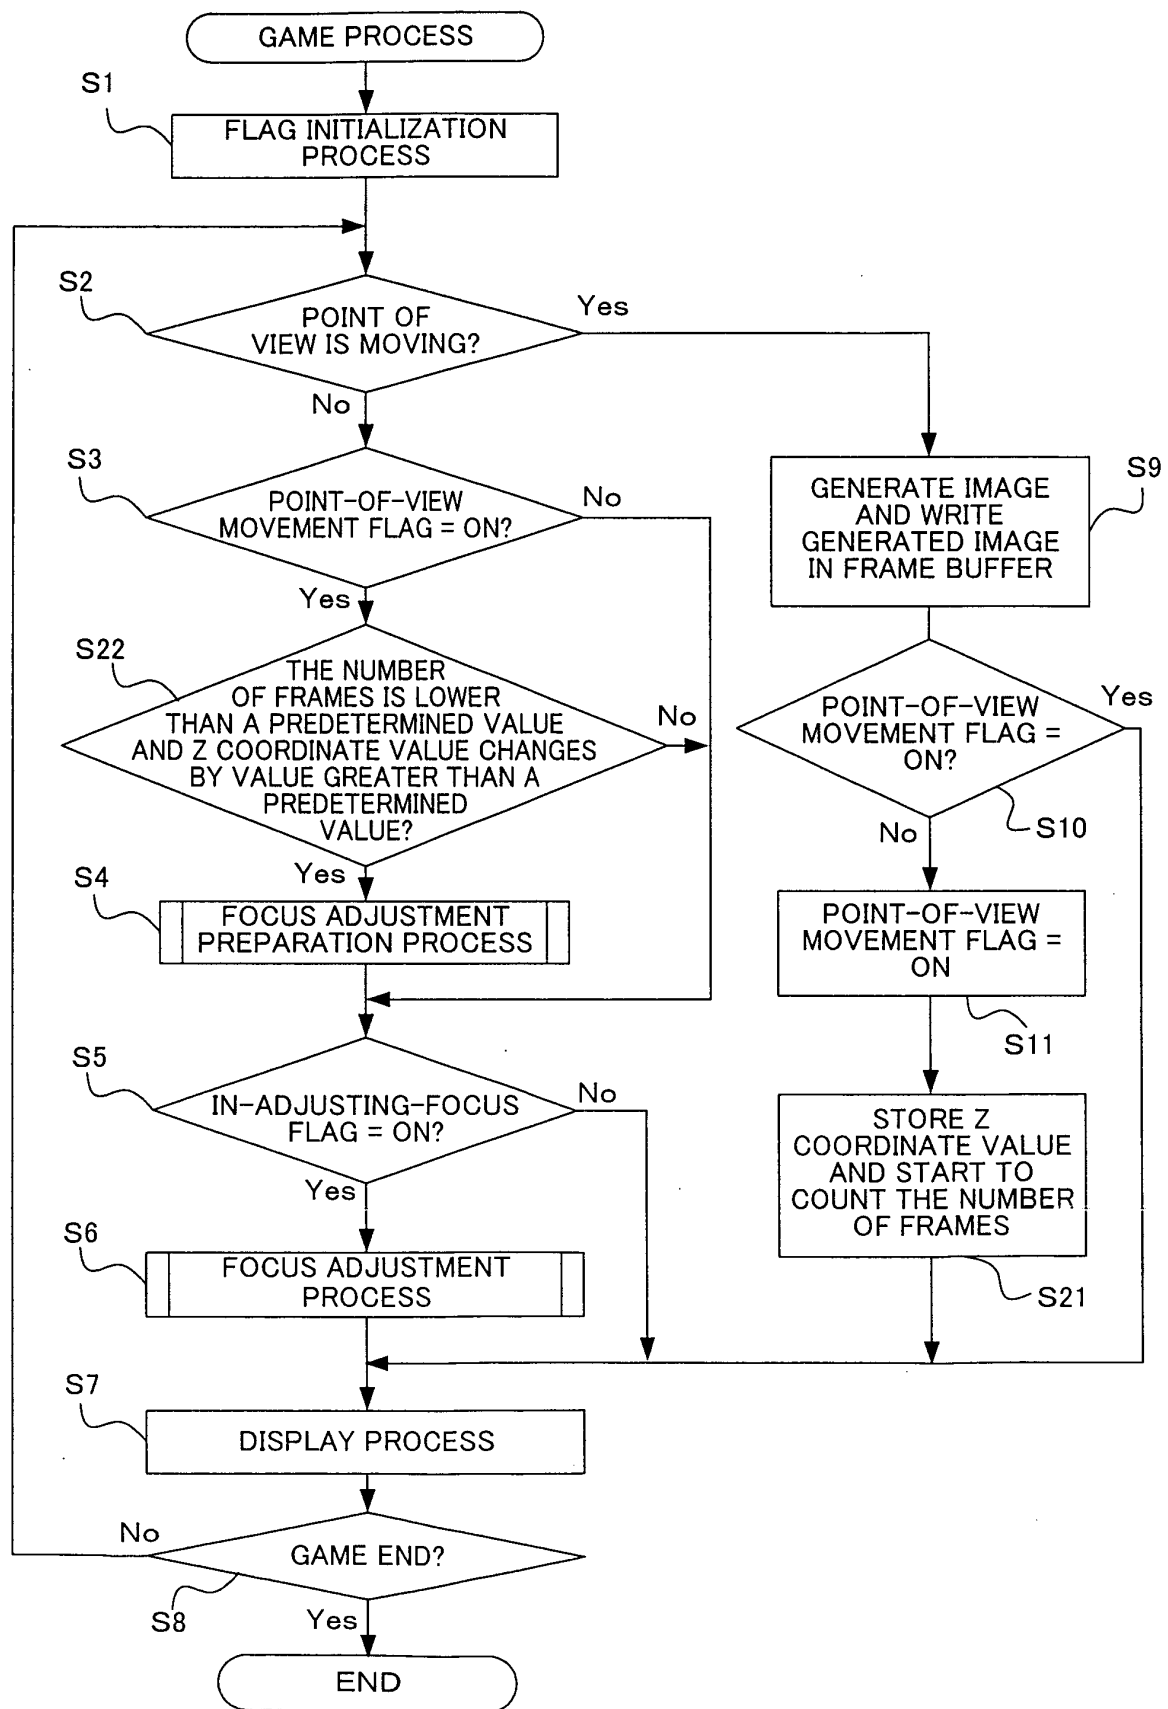 GAME PROCESS
S1
FLAG INITIALIZATION
PROCESS
S2
POINT OF
VIEW IS MOVING?
Yes
No
S3
POINT-OF-VIEW
MOVEMENT FLAG = ON?
No
Yes
S9
GENERATE IMAGE
AND WRITE
GENERATED IMAGE
IN FRAME BUFFER
S22
THE NUMBER
OF FRAMES IS LOWER
THAN A PREDETERMINED VALUE
AND Z COORDINATE VALUE CHANGES
BY VALUE GREATER THAN A
PREDETERMINED
VALUE?
No
Yes
POINT-OF-VIEW
MOVEMENT FLAG =
ON?
Yes
S10
No
S4
FOCUS ADJUSTMENT
PREPARATION PROCESS
POINT-OF-VIEW
MOVEMENT FLAG =
ON
S11
S5
IN-ADJUSTING-FOCUS
FLAG = ON?
No
Yes
STORE Z
COORDINATE VALUE
AND START TO
COUNT THE NUMBER
OF FRAMES
S21
S6
FOCUS ADJUSTMENT
PROCESS
S7
DISPLAY PROCESS
No
GAME END?
S8
Yes
END